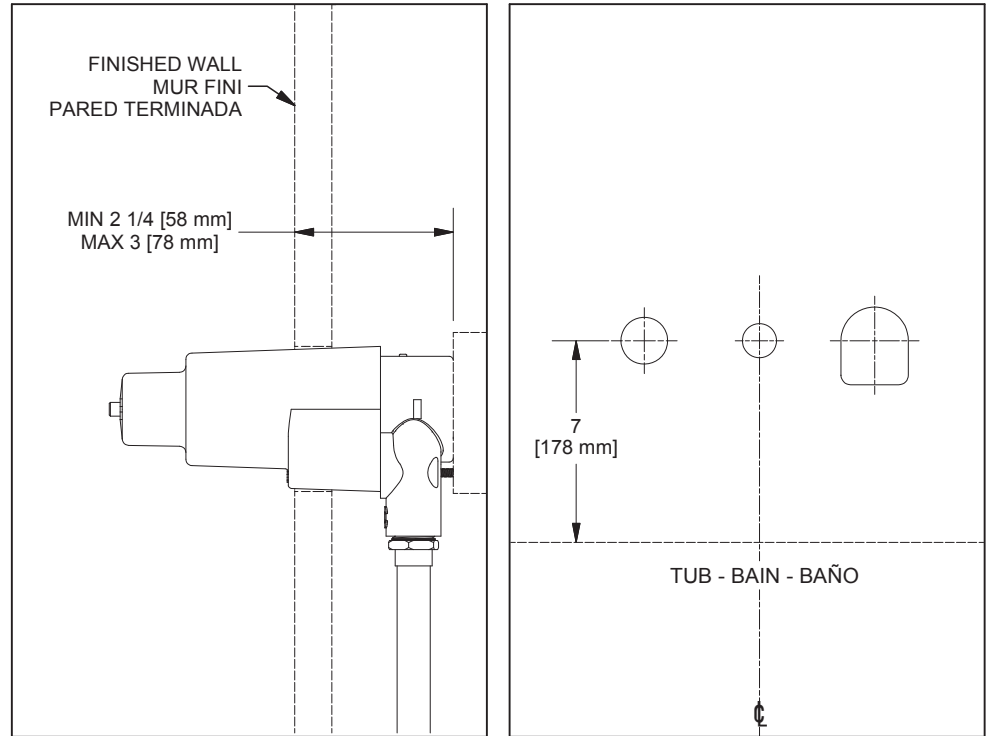 FINISHED WALL
MUR FINI
PARED TERMINADA
MIN 2 1/4 [58 mm]
MAX 3 [78 mm]
7
[178 mm]
TUB - BAIN - BAÑO
℄